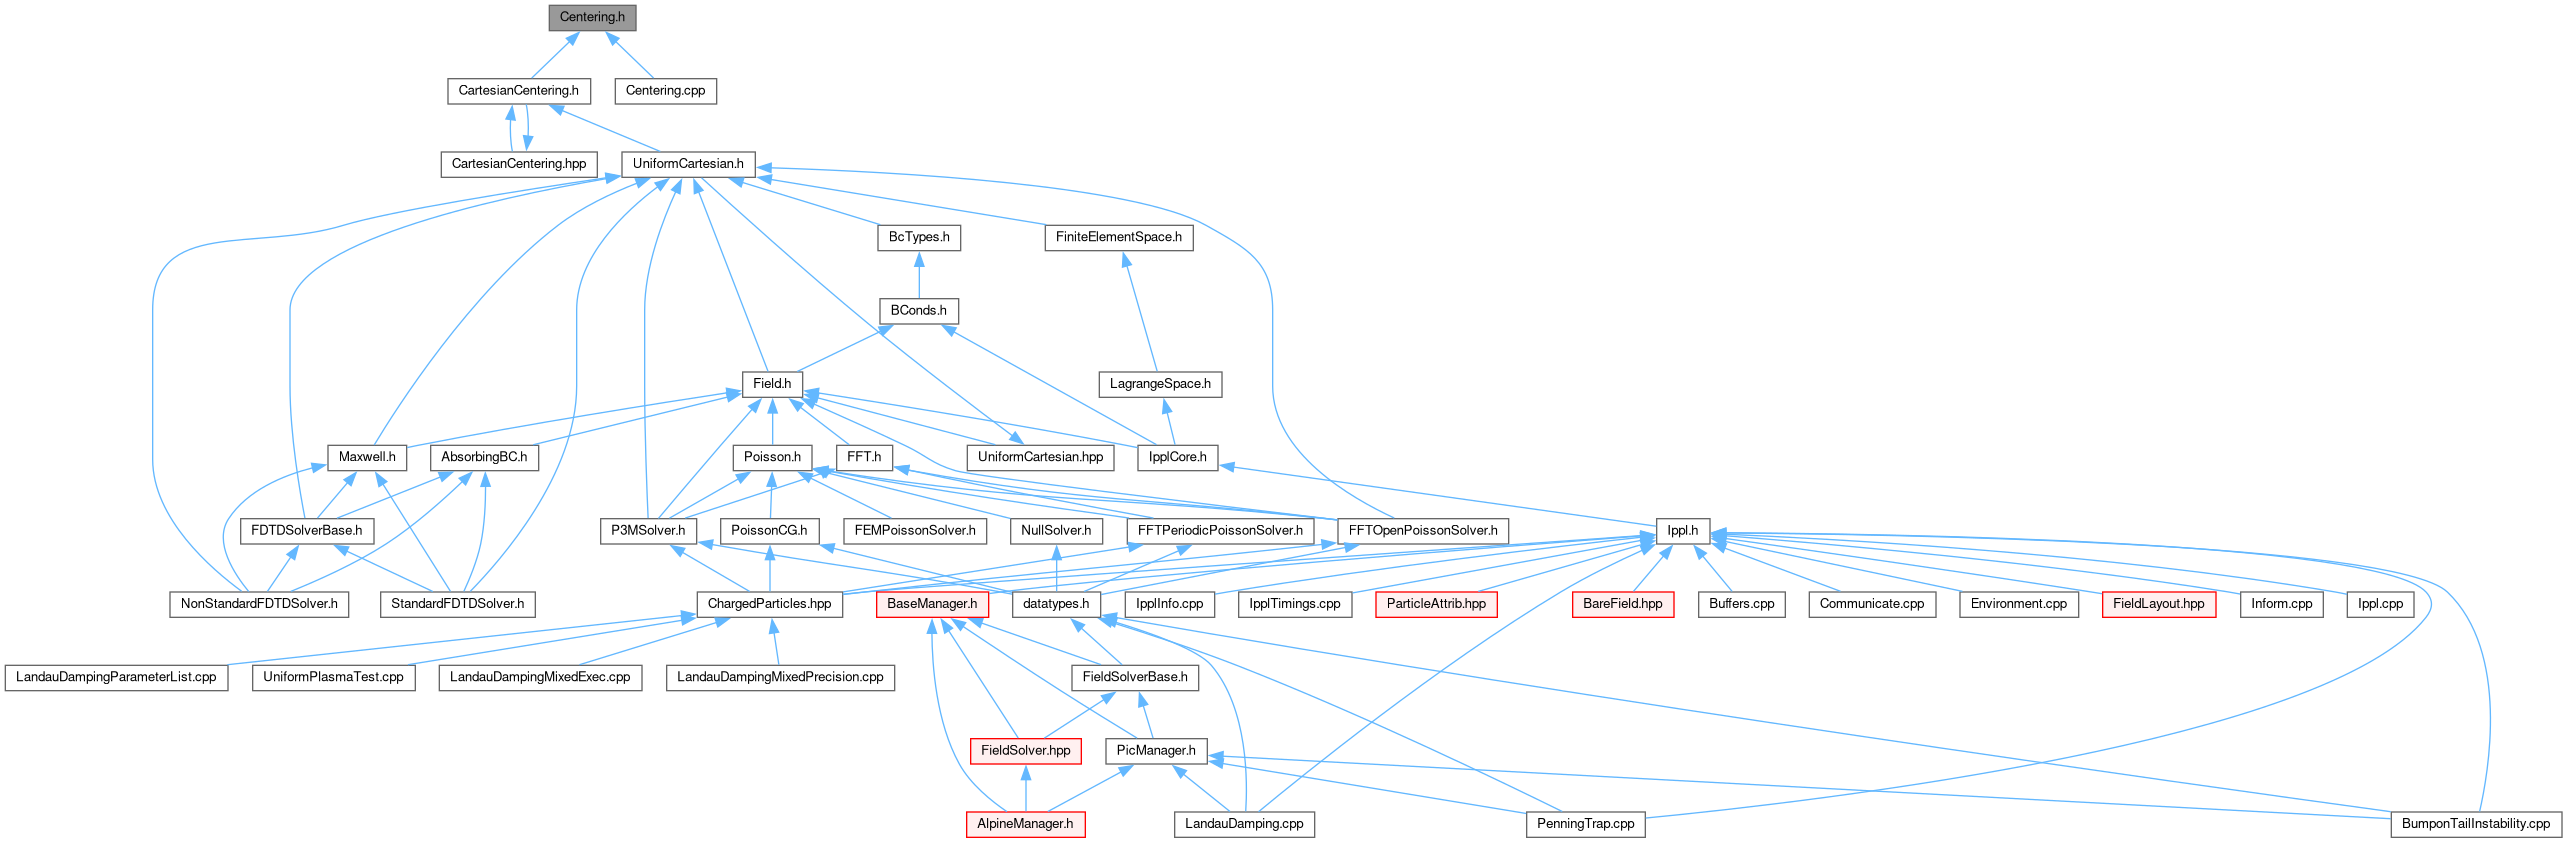 Centering.h
CartesianCentering.h
Centering.cpp
CartesianCentering.hpp
UniformCartesian.h
BcTypes.h
FiniteElementSpace.h
BConds.h
Field.h
LagrangeSpace.h
Maxwell.h
AbsorbingBC.h
Poisson.h
FFT.h
UniformCartesian.hpp
IpplCore.h
FDTDSolverBase.h
P3MSolver.h
PoissonCG.h
FEMPoissonSolver.h
NullSolver.h
FFTPeriodicPoissonSolver.h
FFTOpenPoissonSolver.h
Ippl.h
NonStandardFDTDSolver.h
StandardFDTDSolver.h
ChargedParticles.hpp
BaseManager.h
datatypes.h
IpplInfo.cpp
IpplTimings.cpp
ParticleAttrib.hpp
BareField.hpp
Buffers.cpp
Communicate.cpp
Environment.cpp
FieldLayout.hpp
Inform.cpp
Ippl.cpp
LandauDampingParameterList.cpp
UniformPlasmaTest.cpp
LandauDampingMixedExec.cpp
LandauDampingMixedPrecision.cpp
FieldSolverBase.h
FieldSolver.hpp
PicManager.h
AlpineManager.h
LandauDamping.cpp
PenningTrap.cpp
BumponTailInstability.cpp